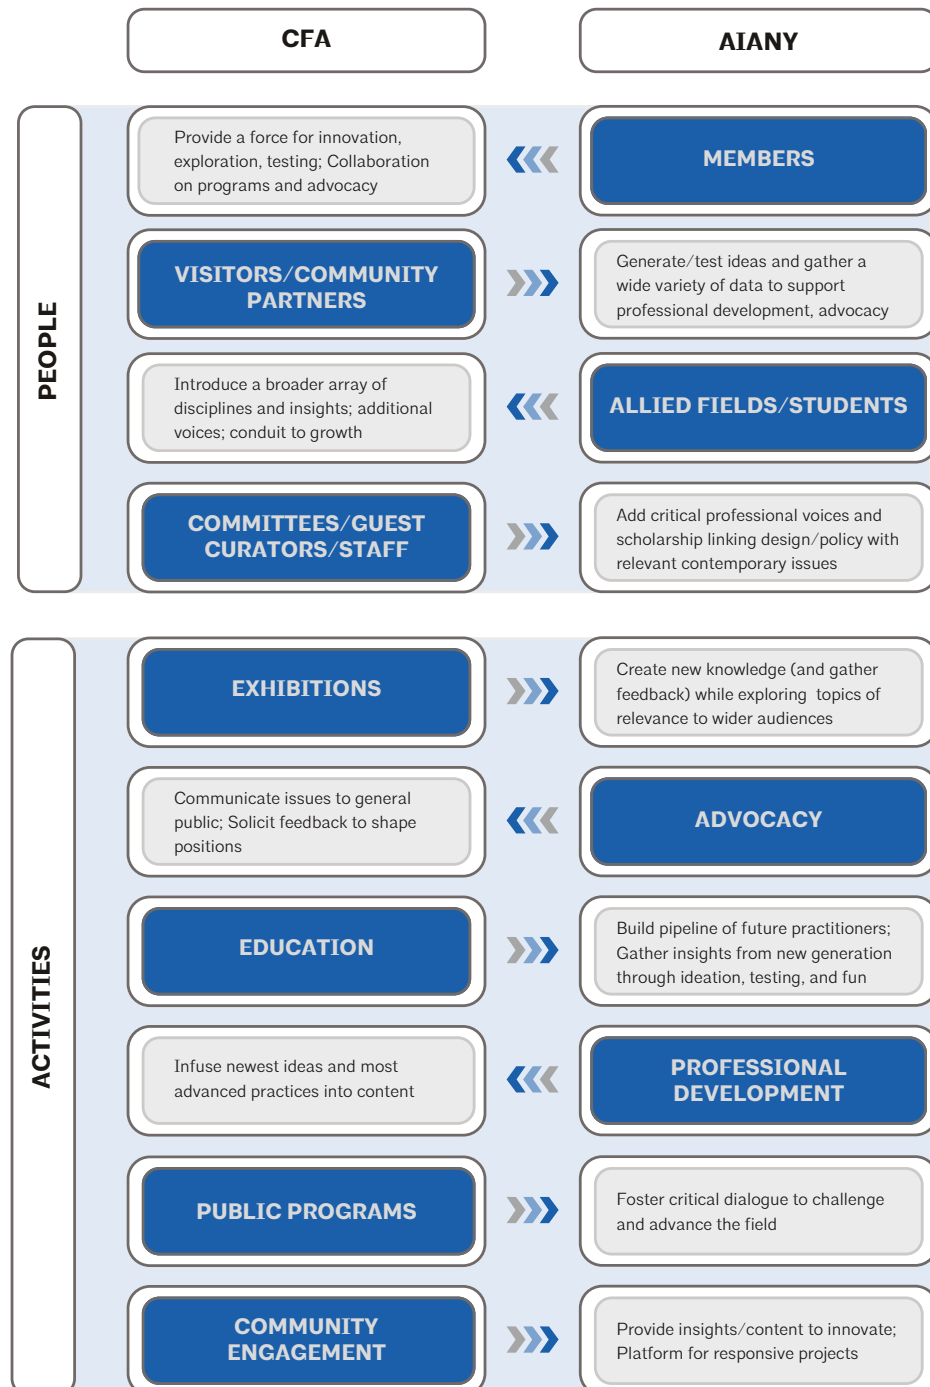 CFA
AIANY
PEOPLE
Provide a force for innovation,
exploration, testing; Collaboration
on programs and advocacy
MEMBERS
VISITORS/COMMUNITY
PARTNERS
Generate/test ideas and gather a
wide variety of data to support
professional development, advocacy
Introduce a broader array of
disciplines and insights; additional
voices; conduit to growth
ALLIED FIELDS/STUDENTS
COMMITTEES/GUEST
CURATORS/STAFF
Add critical professional voices and
scholarship linking design/policy with
relevant contemporary issues
ACTIVITIES
EXHIBITIONS
Create new knowledge (and gather
feedback) while exploring topics of
relevance to wider audiences
Communicate issues to general
public; Solicit feedback to shape
positions
ADVOCACY
EDUCATION
Build pipeline of future practitioners;
Gather insights from new generation
through ideation, testing, and fun
Infuse newest ideas and most
advanced practices into content
PROFESSIONAL
DEVELOPMENT
PUBLIC PROGRAMS
Foster critical dialogue to challenge
and advance the field
COMMUNITY
ENGAGEMENT
Provide insights/content to innovate;
Platform for responsive projects